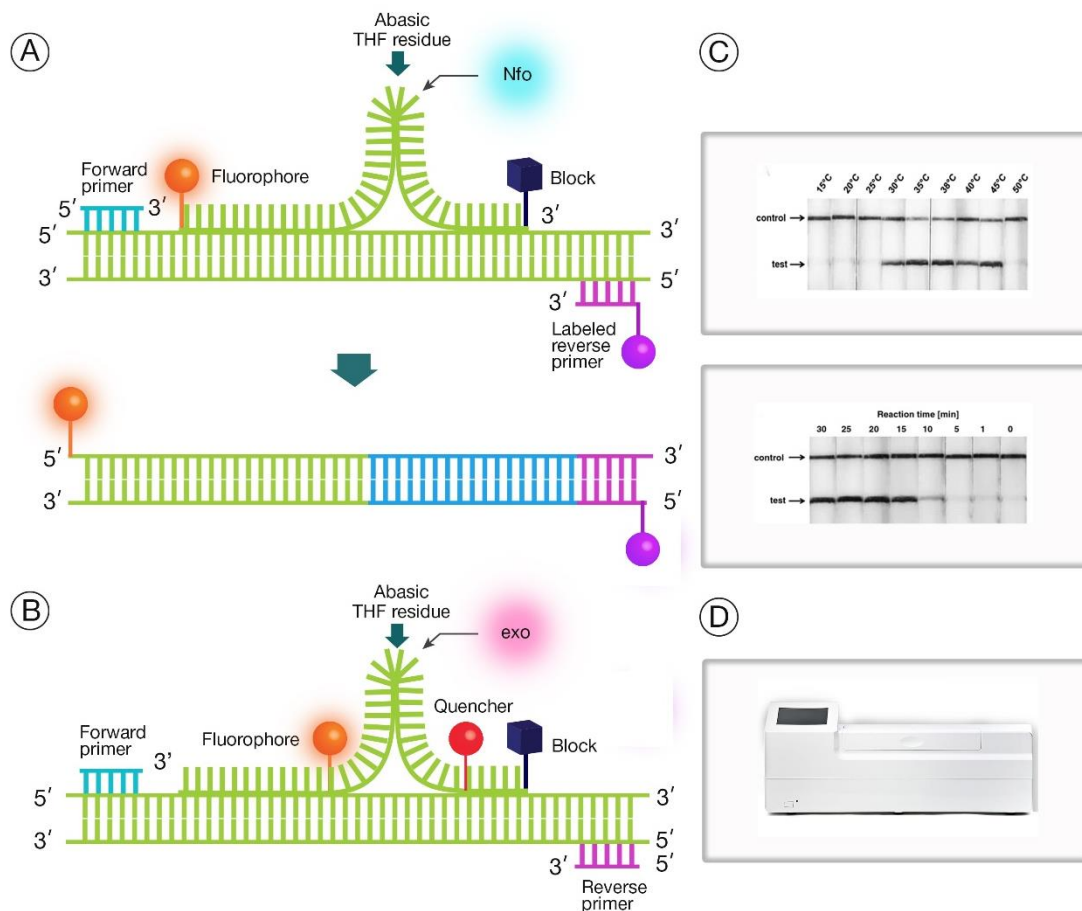 A
Abasic
THF residue
Nfo
Forward
primer
Fluorophore
Block
5′
3′
3′
5′
3′
3′
5′
3′
Labeled
reverse
primer
5′
3′
3′
5′
B
Abasic
THF residue
exo
Quencher
Forward
primer
Fluorophore
Block
3’
5′
3′
3′
5′
3′
5′
Reverse
primer
C
15°C 20°C 25°C 30°C 35°C 38°C 40°C 45°C 50°C
control
test
Reaction time [min]
30 25 20 15 10 5 1 0
control
test
D